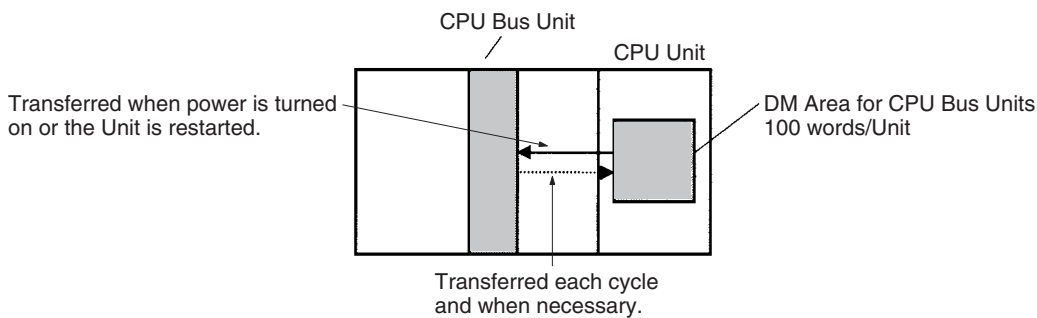 CPU Bus Unit
CPU Unit
Transferred when power is turned
on or the Unit is restarted.
DM Area for CPU Bus Units
100 words/Unit
Transferred each cycle
and when necessary.